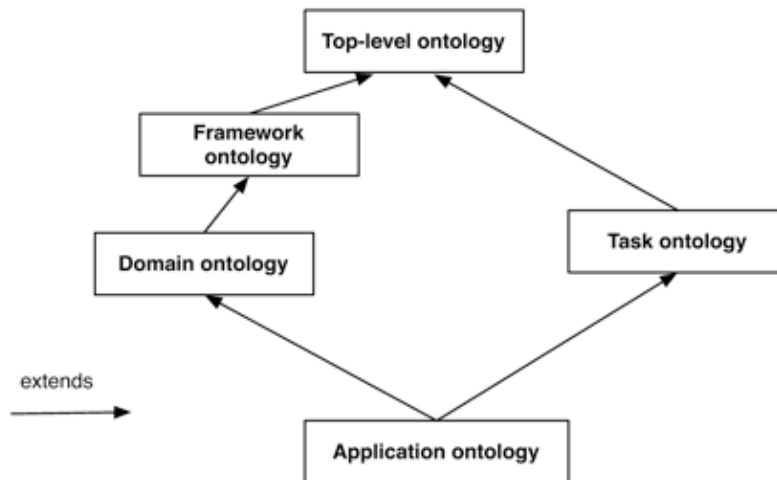 Top-level ontology
Framework
ontology
Domain ontology
Task ontology
extends
Application ontology